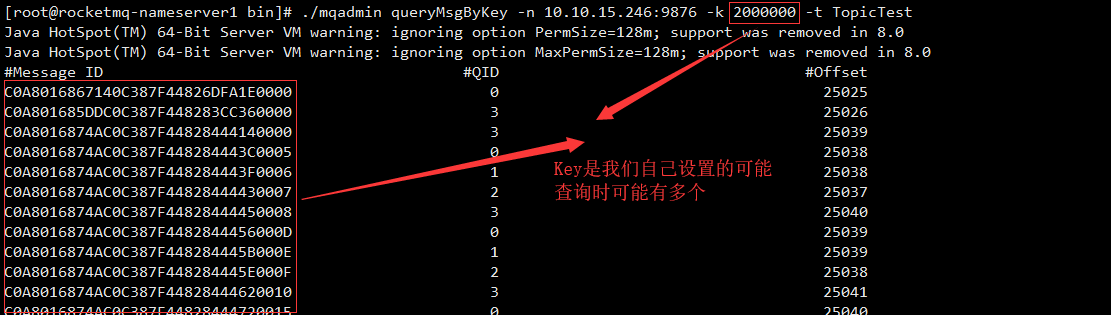 [root@rocketmq-nameserver1 bin]# ./mqadmin queryMsgByKey -n 10.10.15.246:9876 -k 2000000 -t TopicTest
Java HotSpot(TM) 64-Bit Server VM warning: ignoring option PermSize=128m; support was removed in 8.0
Java HotSpot(TM) 64-Bit Server VM warning: ignoring option MaxPermSize=128m; support was removed in 8.0
#Message ID #QID #Offset
C0A8016867140C387F44826DFA1E0000 0 25025
C0A801685DDC0C387F448283CC360000 3 25026
C0A8016874AC0C387F44828444140000 3 25039
C0A8016874AC0C387F448284443C0005 0 25038
C0A8016874AC0C387F448284443F0006 1 25038
C0A8016874AC0C387F44828444430007 2 25037
C0A8016874AC0C387F44828444450008 3 25040
C0A8016874AC0C387F4482844456000D 0 25039
C0A8016874AC0C387F448284445B000E 1 25039
C0A8016874AC0C387F448284445E000F 2 25038
C0A8016874AC0C387F44828444620010 3 25041
C0A8016874AC0C387F44828444720015 0 25040
Key是我们自己设置的可能
查询时可能有多个